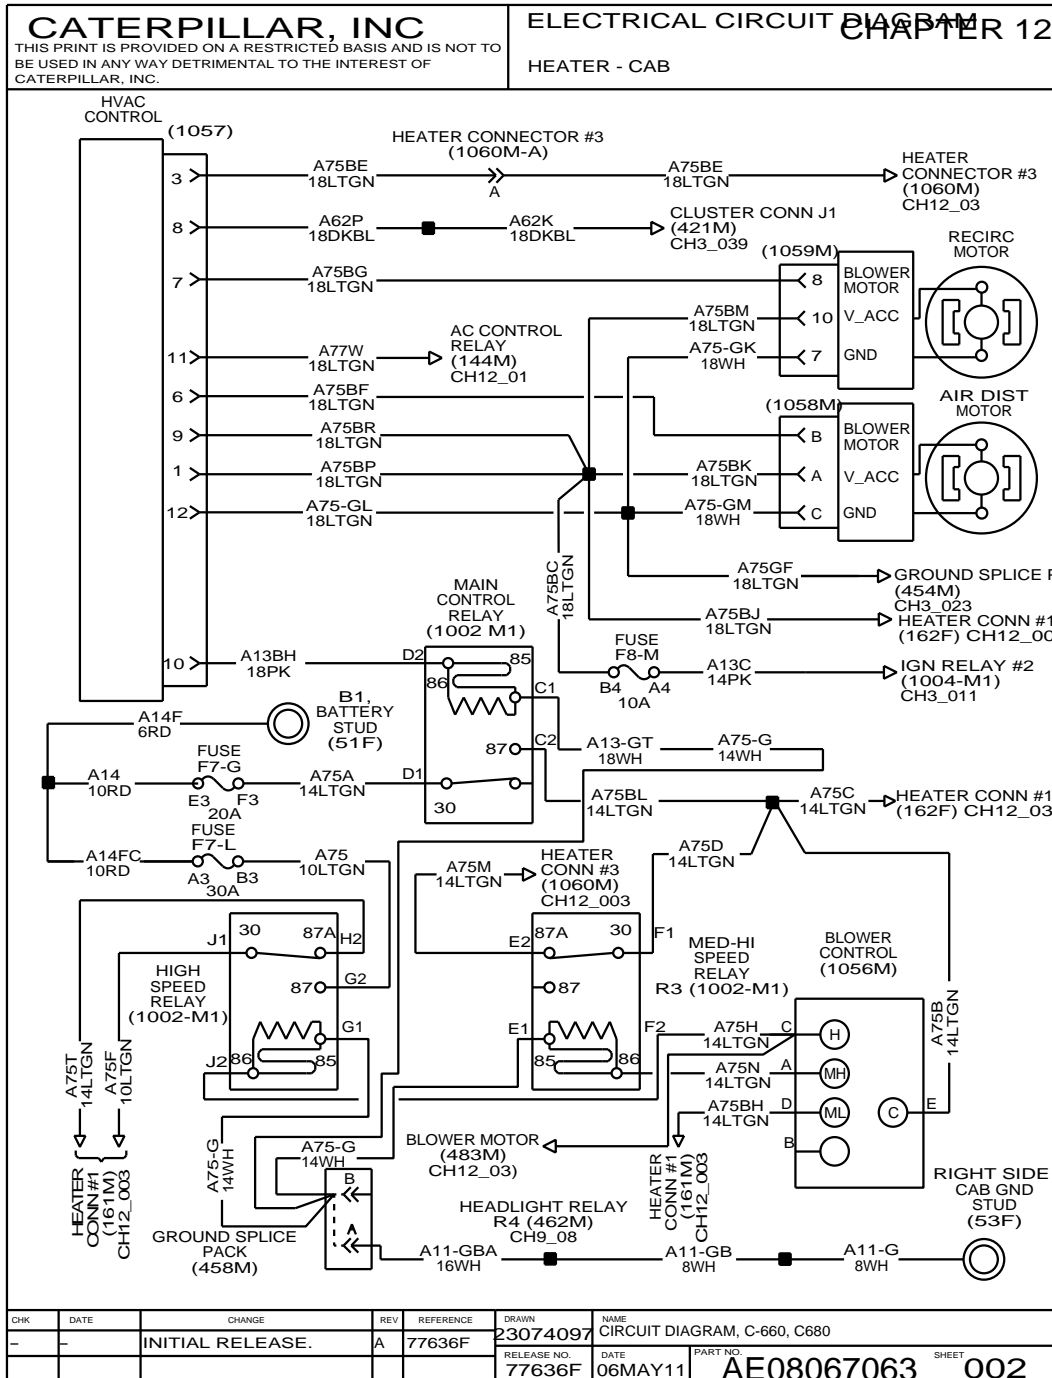 CATERPILLAR, INC
THIS PRINT IS PROVIDED ON A RESTRICTED BASIS AND IS NOT TO
BE USED IN ANY WAY DETRIMENTAL TO THE INTEREST OF
CATERPILLAR, INC.
ELECTRICAL CIRCUIT DIAGRAM
CHAPTER 12
HEATER - CAB
HVAC
CONTROL
(1057)
HEATER CONNECTOR #3
(1060M-A)
3
A75BE
18LTGN
A
A75BE
18LTGN
HEATER
CONNECTOR #3
(1060M)
CH12_03
8
A62P
18DKBL
A62K
18DKBL
CLUSTER CONN J1
(421M)
CH3_039
(1059M)
RECIRC
MOTOR
7
A75BG
18LTGN
8
BLOWER
MOTOR
A75BM
18LTGN
10
V_ACC
11
A77W
18LTGN
AC CONTROL
RELAY
(144M)
CH12_01
A75-GK
18WH
7
GND
6
A75BF
18LTGN
(1058M)
AIR DIST
MOTOR
9
A75BR
18LTGN
B
BLOWER
MOTOR
1
A75BP
18LTGN
A75BK
18LTGN
A
V_ACC
12
A75-GL
18LTGN
A75-GM
18WH
C
GND
A75BC
18LTGN
A75GF
18LTGN
GROUND SPLICE P
(454M)
CH3_023
A75BJ
18LTGN
HEATER CONN #1
(162F) CH12_00
MAIN
CONTROL
RELAY
(1002 M1)
10
A13BH
18PK
D2
85
86
C1
FUSE
F8-M
B4
A4
10A
A13C
14PK
IGN RELAY #2
(1004-M1)
CH3_011
A14F
6RD
B1,
BATTERY
STUD
(51F)
87
C2
A13-GT
18WH
A75-G
14WH
A14
10RD
FUSE
F7-G
E3
F3
20A
A75A
14LTGN
D1
30
A75BL
14LTGN
A75C
14LTGN
HEATER CONN #1
(162F) CH12_03
A14FC
10RD
FUSE
F7-L
A3
B3
30A
A75
10LTGN
A75M
14LTGN
HEATER
CONN #3
(1060M)
CH12_003
A75D
14LTGN
J1
30
87A
H2
HIGH
SPEED
RELAY
(1002-M1)
87
G2
G1
J2
86
85
E2
87A
30
F1
MED-HI
SPEED
RELAY
R3 (1002-M1)
87
E1
F2
85
86
BLOWER
CONTROL
(1056M)
A75B
14LTGN
A75H
14LTGN
C
H
A75N
14LTGN
A
MH
A75BH
14LTGN
D
ML
C
E
B
A75T
14LTGN
A75F
10LTGN
HEATER
CONN #1
(161M)
CH12_003
A75-G
14WH
A75-G
14WH
B
A
GROUND SPLICE
PACK
(458M)
BLOWER MOTOR
(483M)
CH12_03)
HEATER
CONN #1
(161M)
CH12_003
HEADLIGHT RELAY
R4 (462M)
CH9_08
RIGHT SIDE
CAB GND
STUD
(53F)
A11-GBA
16WH
A11-GB
8WH
A11-G
8WH
CHK
DATE
CHANGE
REV
REFERENCE
–
–
INITIAL RELEASE.
A
77636F
DRAWN
23074097
NAME
CIRCUIT DIAGRAM, C-660, C680
RELEASE NO.
77636F
DATE
06MAY11
PART NO.
AE08067063
SHEET
002